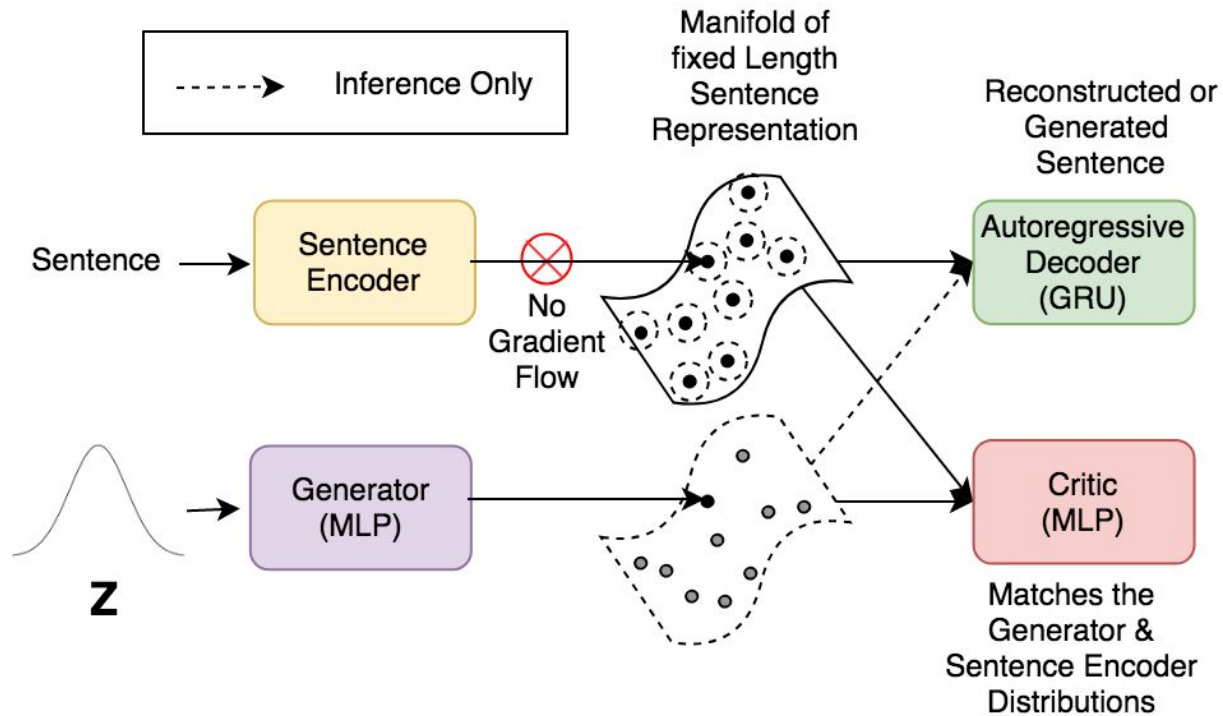 Inference Only
Manifold of
fixed Length
Sentence
Representation
Reconstructed or
Generated
Sentence
Sentence
Sentence
Encoder
No
Gradient
Flow
Autoregressive
Decoder
(GRU)
Z
Generator
(MLP)
Critic
(MLP)
Matches the
Generator &
Sentence Encoder
Distributions